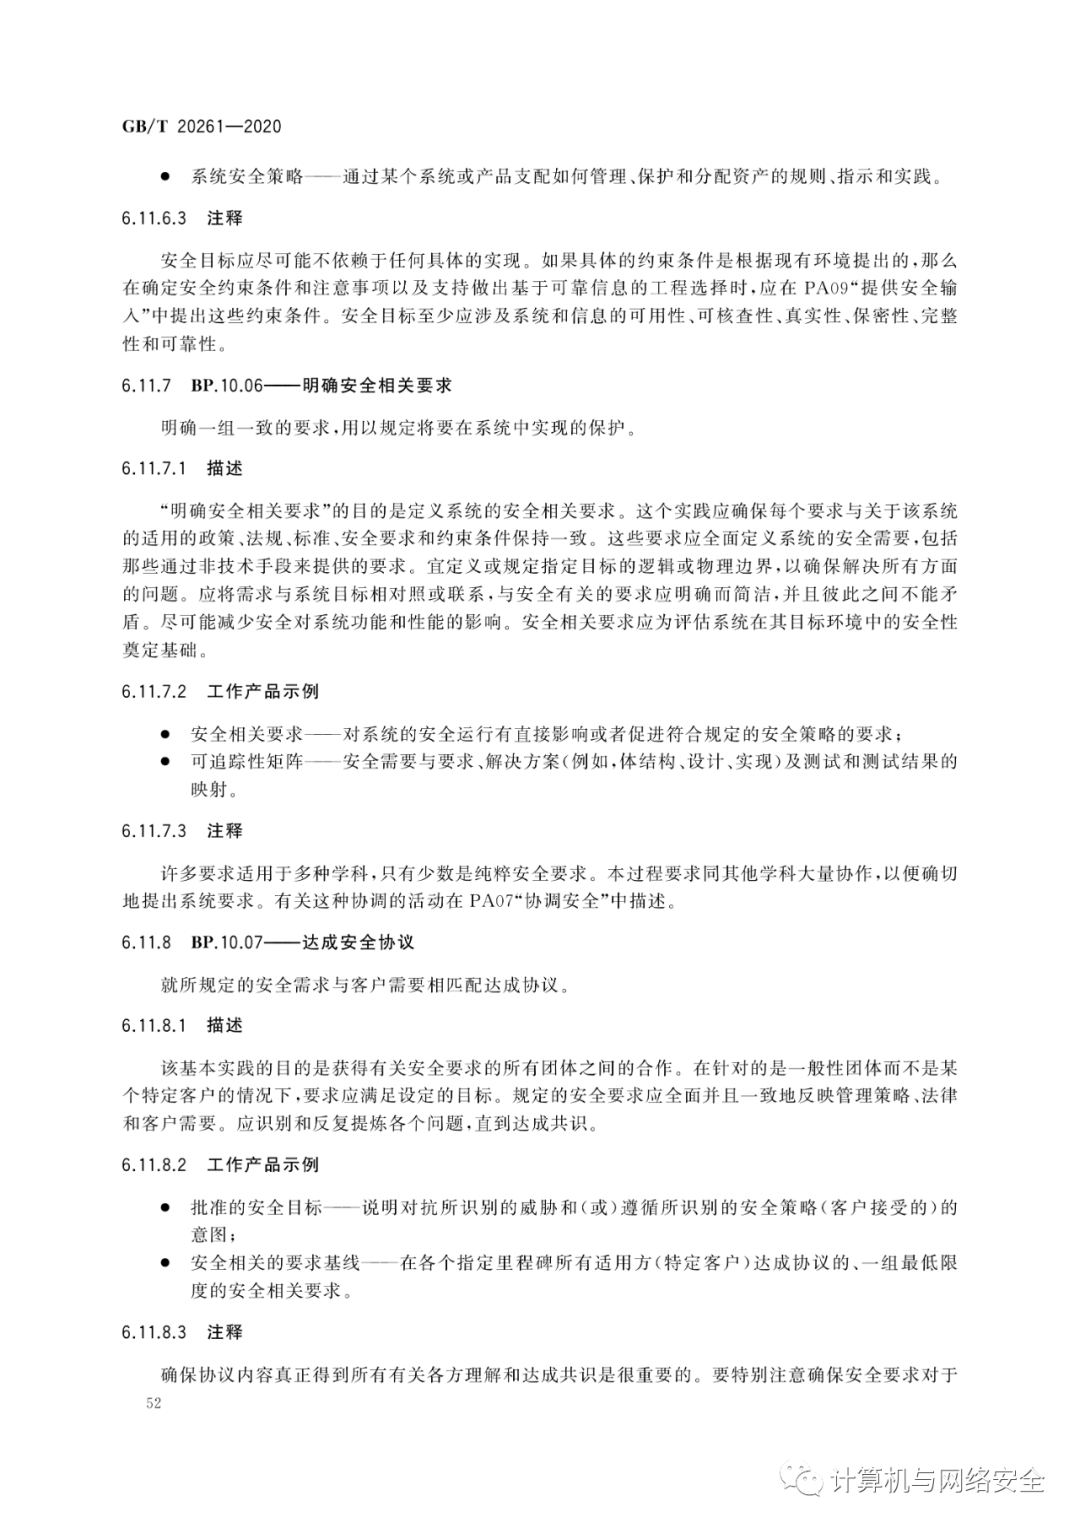 GB/T 20261—2020
● 系统安全策略——通过某个系统或产品支配如何管理、保护和分配资产的规则、指示和实践。
6.11.6.3 注释
安全目标应尽可能不依赖于任何具体的实现。如果具体的约束条件是根据现有环境提出的,那么
在确定安全约束条件和注意事项以及支持做出基于可靠信息的工程选择时,应在 PA09“提供安全输
入”中提出这些约束条件。安全目标至少应涉及系统和信息的可用性、可核查性、真实性、保密性、完整
性和可靠性。
6.11.7 BP.10.06——明确安全相关要求
明确一组一致的要求,用以规定将要在系统中实现的保护。
6.11.7.1 描述
“明确安全相关要求”的目的是定义系统的安全相关要求。这个实践应确保每个要求与关于该系统
的适用的政策、法规、标准、安全要求和约束条件保持一致。这些要求应全面定义系统的安全需要,包括
那些通过非技术手段来提供的要求。宜定义或规定指定目标的逻辑或物理边界,以确保解决所有方面
的问题。应将需求与系统目标相对照或联系,与安全有关的要求应明确而简洁,并且彼此之间不能矛
盾。尽可能减少安全对系统功能和性能的影响。安全相关要求应为评估系统在其目标环境中的安全性
奠定基础。
6.11.7.2 工作产品示例
● 安全相关要求——对系统的安全运行有直接影响或者促进符合规定的安全策略的要求;
● 可追踪性矩阵——安全需要与要求、解决方案(例如,体结构、设计、实现)及测试和测试结果的
映射。
6.11.7.3 注释
许多要求适用于多种学科,只有少数是纯粹安全要求。本过程要求同其他学科大量协作,以便确切
地提出系统要求。有关这种协调的活动在 PA07“协调安全”中描述。
6.11.8 BP.10.07——达成安全协议
就所规定的安全需求与客户需要相匹配达成协议。
6.11.8.1 描述
该基本实践的目的是获得有关安全要求的所有团体之间的合作。在针对的是一般性团体而不是某
个特定客户的情况下,要求应满足设定的目标。规定的安全要求应全面并且一致地反映管理策略、法律
和客户需要。应识别和反复提炼各个问题,直到达成共识。
6.11.8.2 工作产品示例
● 批准的安全目标——说明对抗所识别的威胁和(或)遵循所识别的安全策略(客户接受的)的
意图;
● 安全相关的要求基线——在各个指定里程碑所有适用方(特定客户)达成协议的、一组最低限
度的安全相关要求。
6.11.8.3 注释
确保协议内容真正得到所有有关各方理解和达成共识是很重要的。要特别注意确保安全要求对于
52
计算机与网络安全